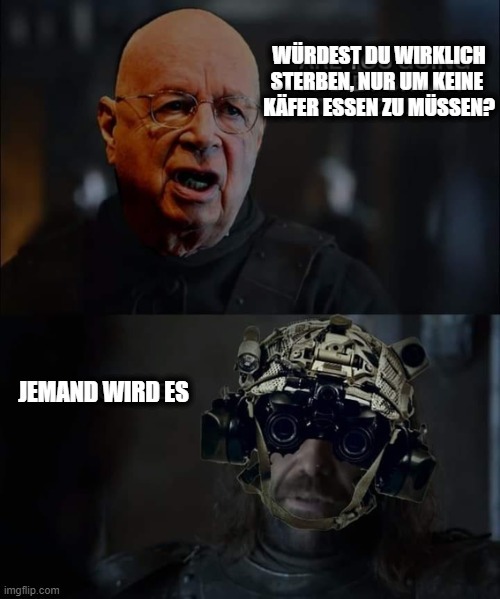 WÜRDEST DU WIRKLICH
STERBEN, NUR UM KEINE
KÄFER ESSEN ZU MÜSSEN?
JEMAND WIRD ES
imgflip.com